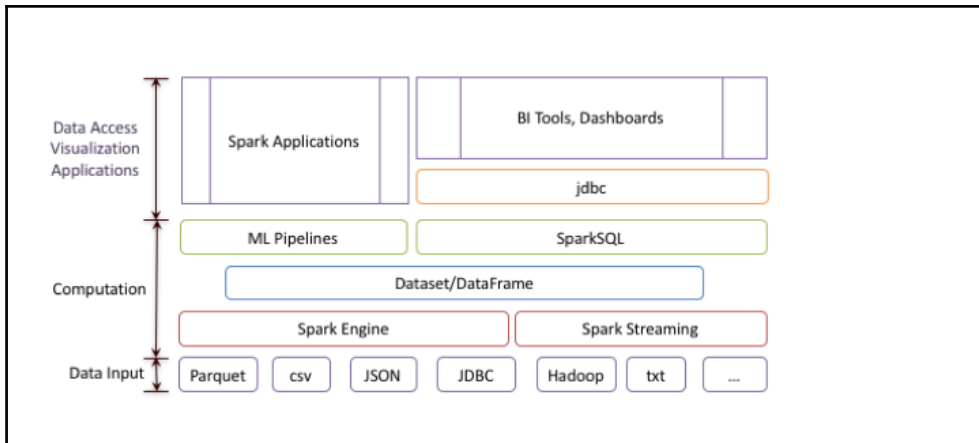 Data Access
Visualization
Applications
Spark Applications
BI Tools, Dashboards
jdbc
ML Pipelines
SparkSQL
Computation
Dataset/DataFrame
Spark Engine
Spark Streaming
Data Input
Parquet
csv
JSON
JDBC
Hadoop
txt
...